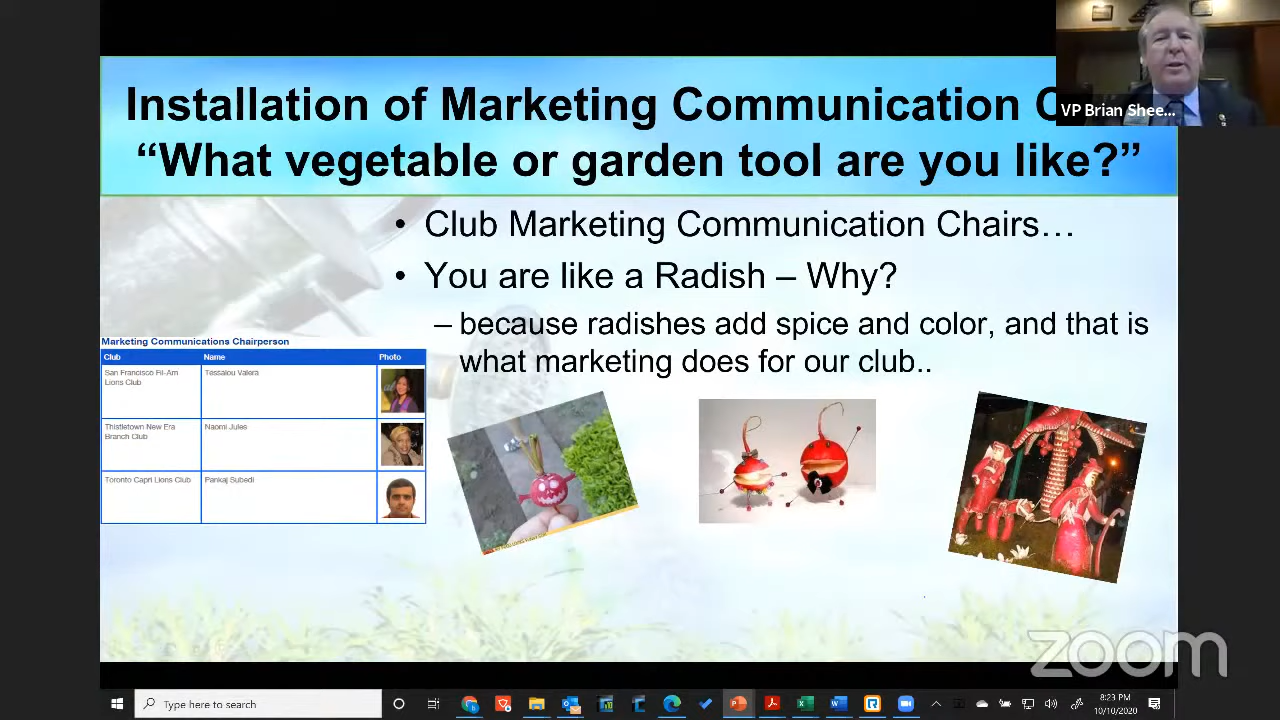 Installation of Marketing Communication C
“What vegetable or garden tool are you like?”
VP Brian Shee...
• Club Marketing Communication Chairs…
• You are like a Radish – Why?
– because radishes add spice and color, and that is
what marketing does for our club..
Marketing Communications Chairperson
Club Name Photo
San Francisco Fil-Am
Lions Club
Tessalou Valera
Thistletown New Era
Branch Club
Naomi Jules
Toronto Capri Lions Club
Pankaj Subedi
zoom
Type here to search
8:23 PM
10/10/2020